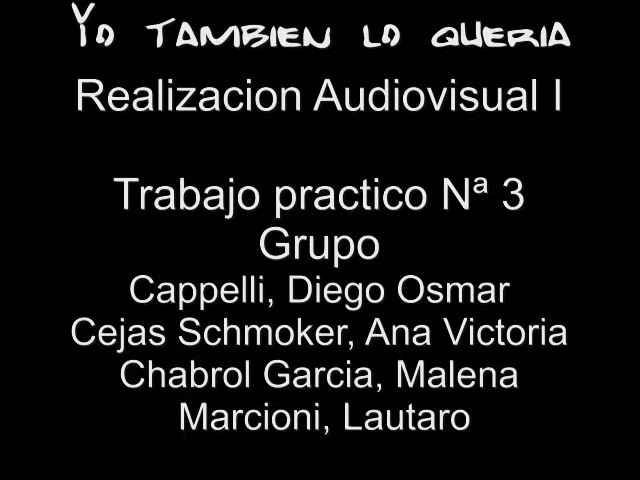 Yo TAMBIEN LO QUERIA
Realizacion Audiovisual I
Trabajo practico Nª 3
Grupo
Cappelli, Diego Osmar
Cejas Schmoker, Ana Victoria
Chabrol Garcia, Malena
Marcioni, Lautaro